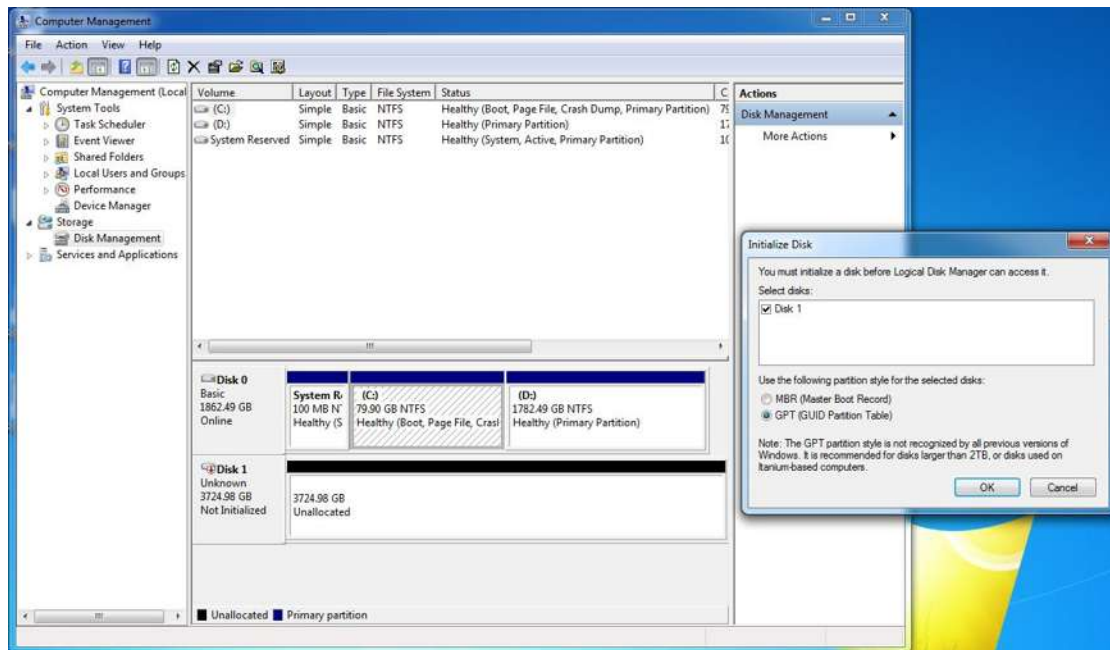 Computer Management
File Action View Help
Computer Management (Local
System Tools
Task Scheduler
Event Viewer
Shared Folders
Local Users and Groups
Performance
Device Manager
Storage
Disk Management
Services and Applications
Volume Layout Type File System Status C
(C:) Simple Basic NTFS Healthy (Boot, Page File, Crash Dump, Primary Partition) 79
(D:) Simple Basic NTFS Healthy (Primary Partition) 17
System Reserved Simple Basic NTFS Healthy (System, Active, Primary Partition) 10
Disk 0
Basic
1862.49 GB
Online
System R
100 MB N
Healthy (S
(C:)
79.90 GB NTFS
Healthy (Boot, Page File, Crasl
(D:)
1782.49 GB NTFS
Healthy (Primary Partition)
Disk 1
Unknown
3724.98 GB
Not Initialized
3724.98 GB
Unallocated
Unallocated Primary partition
Actions
Disk Management
More Actions
Initialize Disk
You must initialize a disk before Logical Disk Manager can access it.
Select disks:
Disk 1
Use the following partition style for the selected disks:
MBR (Master Boot Record)
GPT (GUID Partition Table)
Note: The GPT partition style is not recognized by all previous versions of
Windows. It is recommended for disks larger than 2TB, or disks used on
Itanium-based computers.
OK Cancel